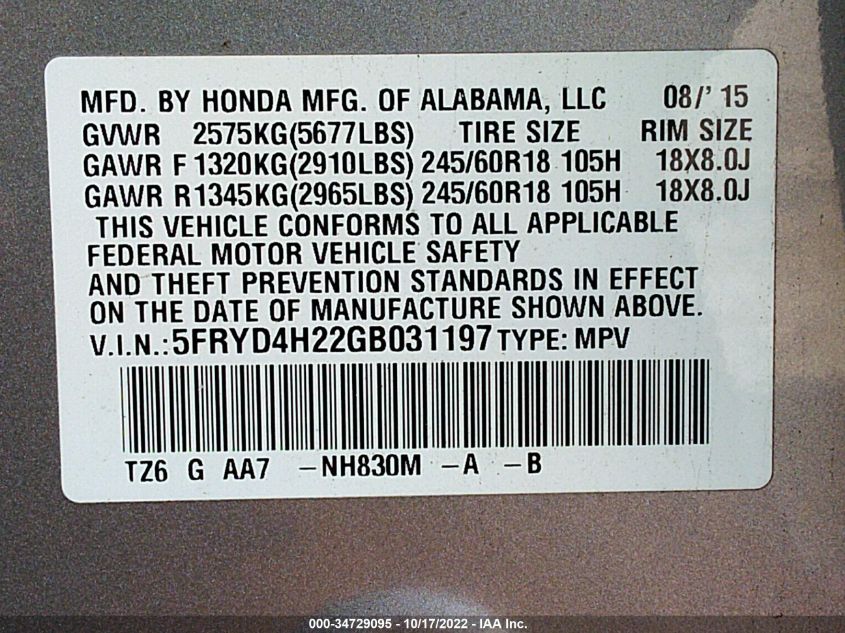 MFD. BY HONDA MFG. OF ALABAMA, LLC 08/'15
GVWR 2575KG(5677LBS) TIRE SIZE RIM SIZE
GAWR F 1320KG(2910LBS) 245/60R18 105H 18X8.0J
GAWR R1345KG(2965LBS) 245/60R18 105H 18X8.0J
THIS VEHICLE CONFORMS TO ALL APPLICABLE
FEDERAL MOTOR VEHICLE SAFETY
AND THEFT PREVENTION STANDARDS IN EFFECT
ON THE DATE OF MANUFACTURE SHOWN ABOVE.
V.I.N.:5FRYD4H22GB031197 TYPE: MPV
TZ6 G AA7 -NH830M -A -B
000-34729095 - 10/17/2022 - IAA Inc.